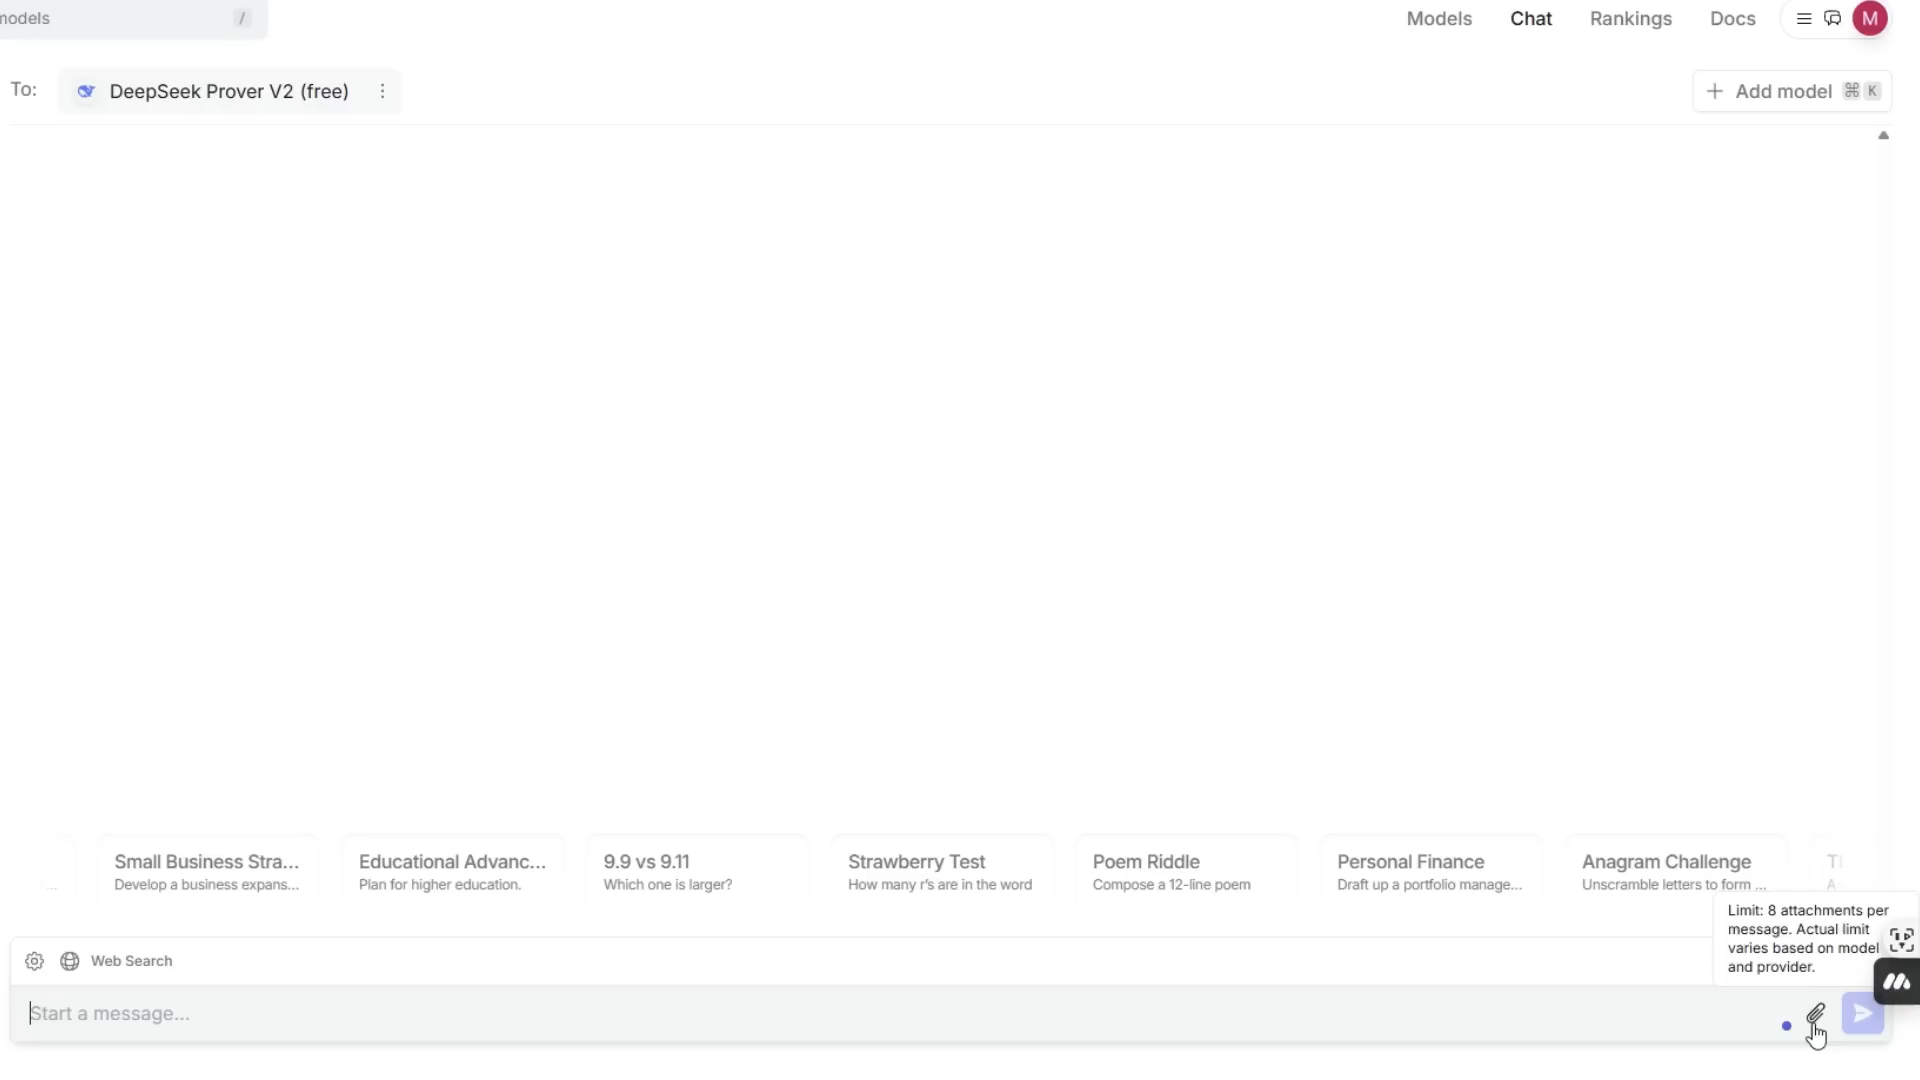 models /
Models Chat Rankings Docs M
To: DeepSeek Prover V2 (free) Add model ⌘ K
Small Business Stra...
Develop a business expans...
Educational Advanc...
Plan for higher education.
9.9 vs 9.11
Which one is larger?
Strawberry Test
How many r's are in the word
Poem Riddle
Compose a 12-line poem
Personal Finance
Draft up a portfolio manage...
Anagram Challenge
Unscramble letters to form ...
Limit: 8 attachments per
message. Actual limit
varies based on model
and provider.
Web Search
Start a message...